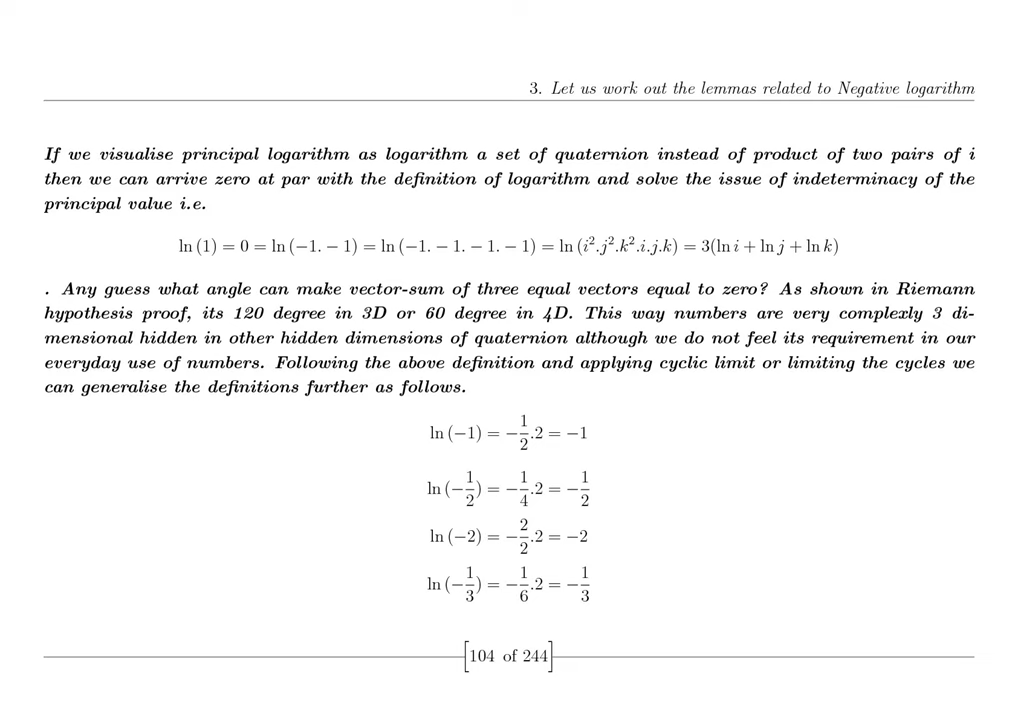 3. Let us work out the lemmas related to Negative logarithm
If we visualise principal logarithm as logarithm a set of quaternion instead of product of two pairs of i
then we can arrive zero at par with the definition of logarithm and solve the issue of indeterminacy of the
principal value i.e.
ln (1) = 0 = ln (−1. − 1) = ln (−1. − 1. − 1. − 1) = ln (i².j².k².i.j.k) = 3(ln i + ln j + ln k)
. Any guess what angle can make vector-sum of three equal vectors equal to zero? As shown in Riemann
hypothesis proof, its 120 degree in 3D or 60 degree in 4D. This way numbers are very complexly 3 di-
mensional hidden in other hidden dimensions of quaternion although we do not feel its requirement in our
everyday use of numbers. Following the above definition and applying cyclic limit or limiting the cycles we
can generalise the definitions further as follows.
ln (−1) = −1/2.2 = −1
ln (−1/2) = −1/4.2 = −1/2
ln (−2) = −2/2.2 = −2
ln (−1/3) = −1/6.2 = −1/3
[104 of 244]